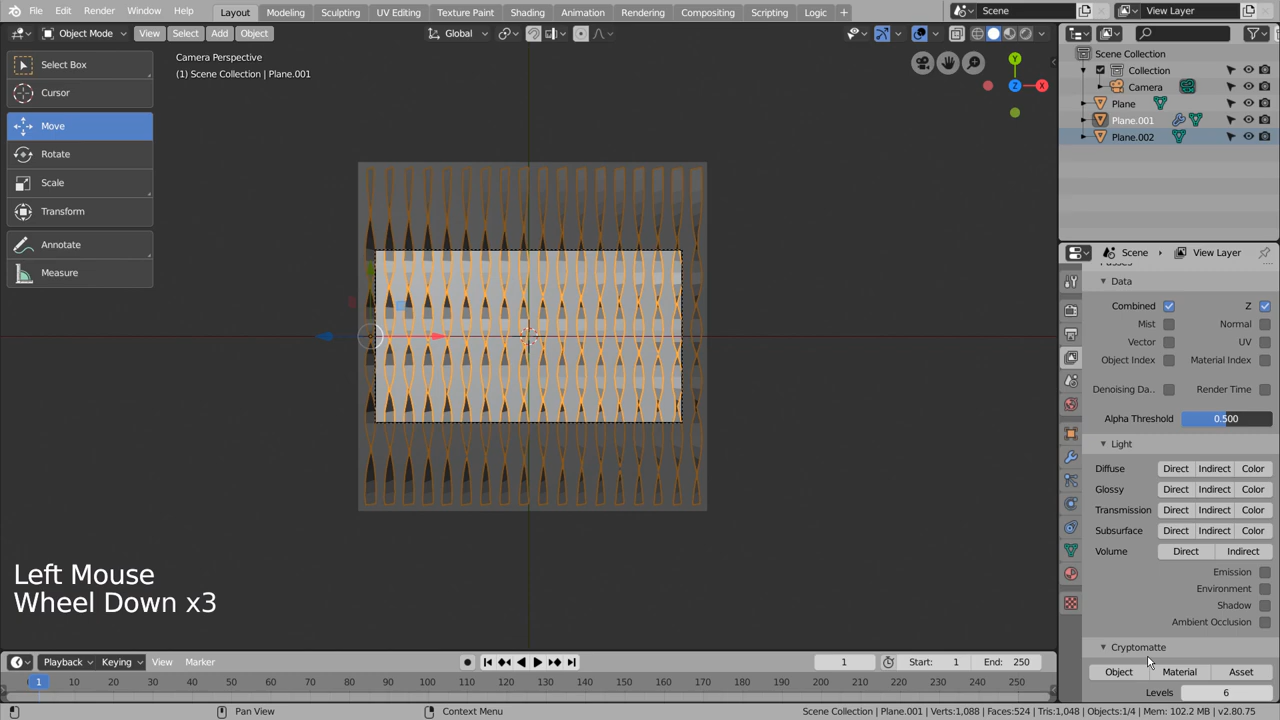 File Edit Render Window Help Layout Modeling Sculpting UV Editing Texture Paint Shading Animation Rendering Compositing Scripting Logic + Scene View Layer
Object Mode View Select Add Object Global
Select Box
Cursor
Move
Rotate
Scale
Transform
Annotate
Measure
Camera Perspective
(1) Scene Collection | Plane.001
Y
Z
X
Scene Collection
Collection
Camera
Plane
Plane.001
Plane.002
Scene View Layer
Data
Combined Z
Mist Normal
Vector UV
Object Index Material Index
Denoising Da.. Render Time
Alpha Threshold 0.500
Light
Diffuse Direct Indirect Color
Glossy Direct Indirect Color
Transmission Direct Indirect Color
Subsurface Direct Indirect Color
Volume Direct Indirect
Emission
Environment
Shadow
Ambient Occlusion
Cryptomatte
Object Material Asset
Levels 6
Left Mouse
Wheel Down x3
Playback Keying View Marker 1 Start: 1 End: 250
1 10 20 30 40 50 60 70 80 90 100 110 120 130 140 150 160 170 180 190 200 210 220 230 240 250
Pan View Context Menu Scene Collection | Plane.001 | Verts:1,088 | Faces:524 | Tris:1,048 | Objects:1/4 | Mem: 102.2 MB | v2.80.75